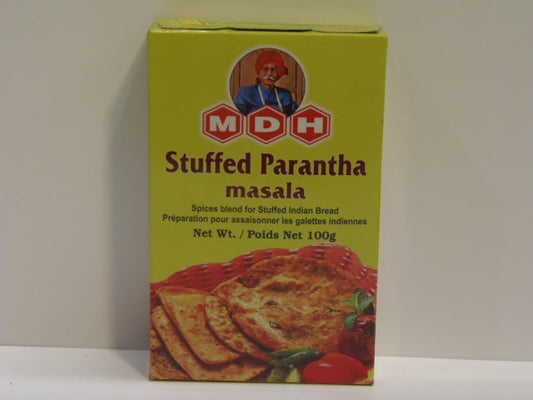 MDH
Stuffed Parantha
masala
Spices blend for Stuffed Indian Bread
Préparation pour assaisonner les galettes indiennes
Net Wt. / Poids Net 100g